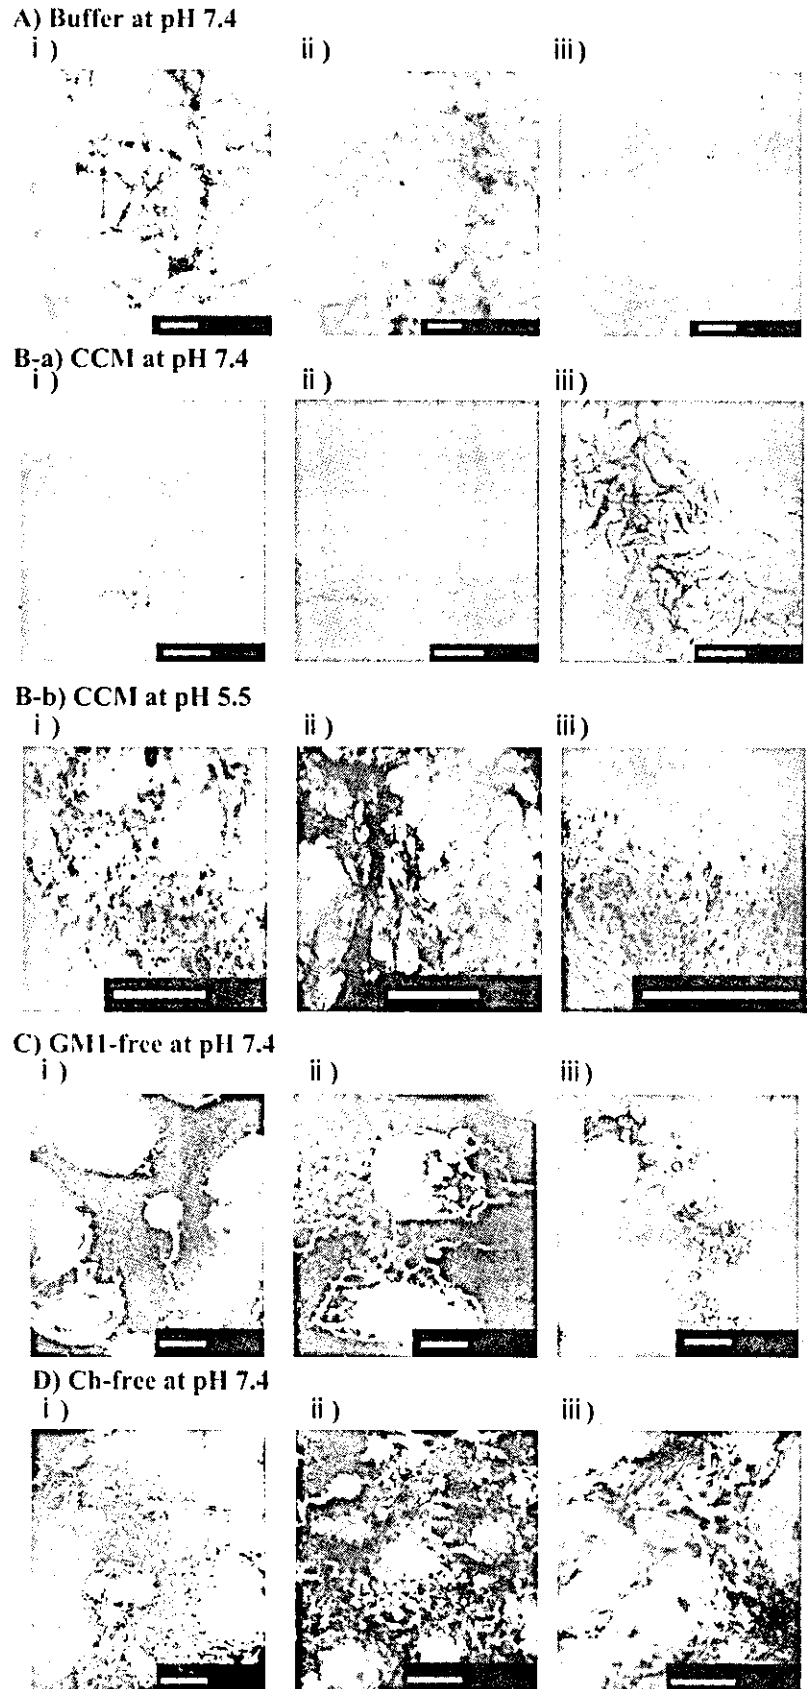 A) Buffer at pH 7.4
i )
ii )
iii )
B-a) CCM at pH 7.4
i )
ii )
iii )
B-b) CCM at pH 5.5
i )
ii )
iii )
C) GM1-free at pH 7.4
i )
ii )
iii )
D) Ch-free at pH 7.4
i )
ii )
iii )